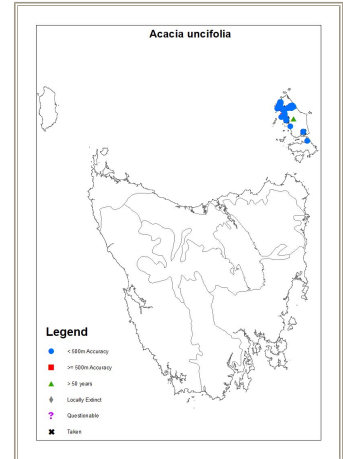 Acacia uncifolia
Legend
< 500m Accuracy
>= 500m Accuracy
> 50 years
Locally Extinct
? Questionable
Taken